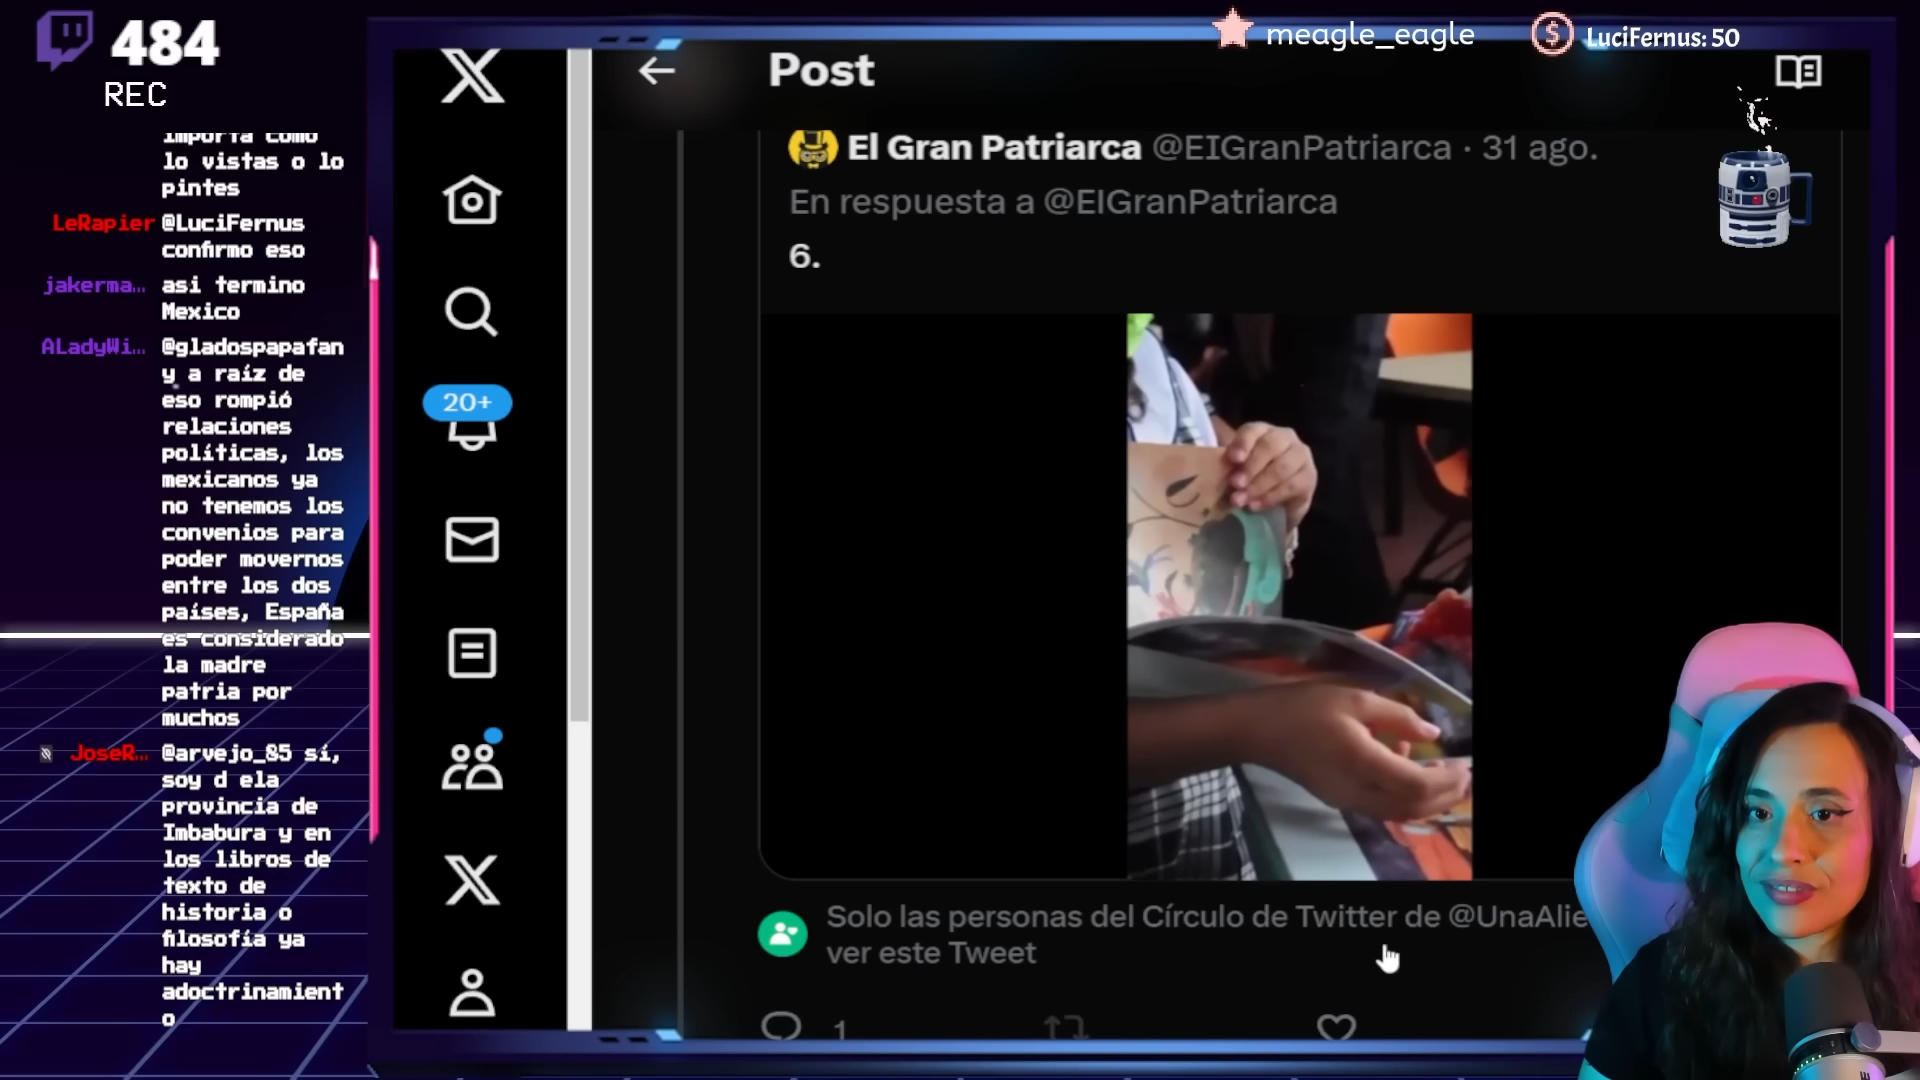 484
REC
meagle_eagle
LuciFernus: 50
importa como
lo vistas o lo
pintes
LeRapier @LuciFernus
confirmo eso
jakerma... asi termino
Mexico
ALadyWi... @gladospapafan
y a raíz de
eso rompió
relaciones
políticas, los
mexicanos ya
no tenemos los
convenios para
poder movernos
entre los dos
países, España
es considerado
la madre
patria por
muchos
JoseR... @arvejo_85 sí,
soy d ela
provincia de
Imbabura y en
los libros de
texto de
historia o
filosofía ya
hay
adoctrinamient
o
20+
Post
El Gran Patriarca @EIGranPatriarca · 31 ago.
En respuesta a @EIGranPatriarca
6.
Solo las personas del Círculo de Twitter de @UnaAlie
ver este Tweet
1